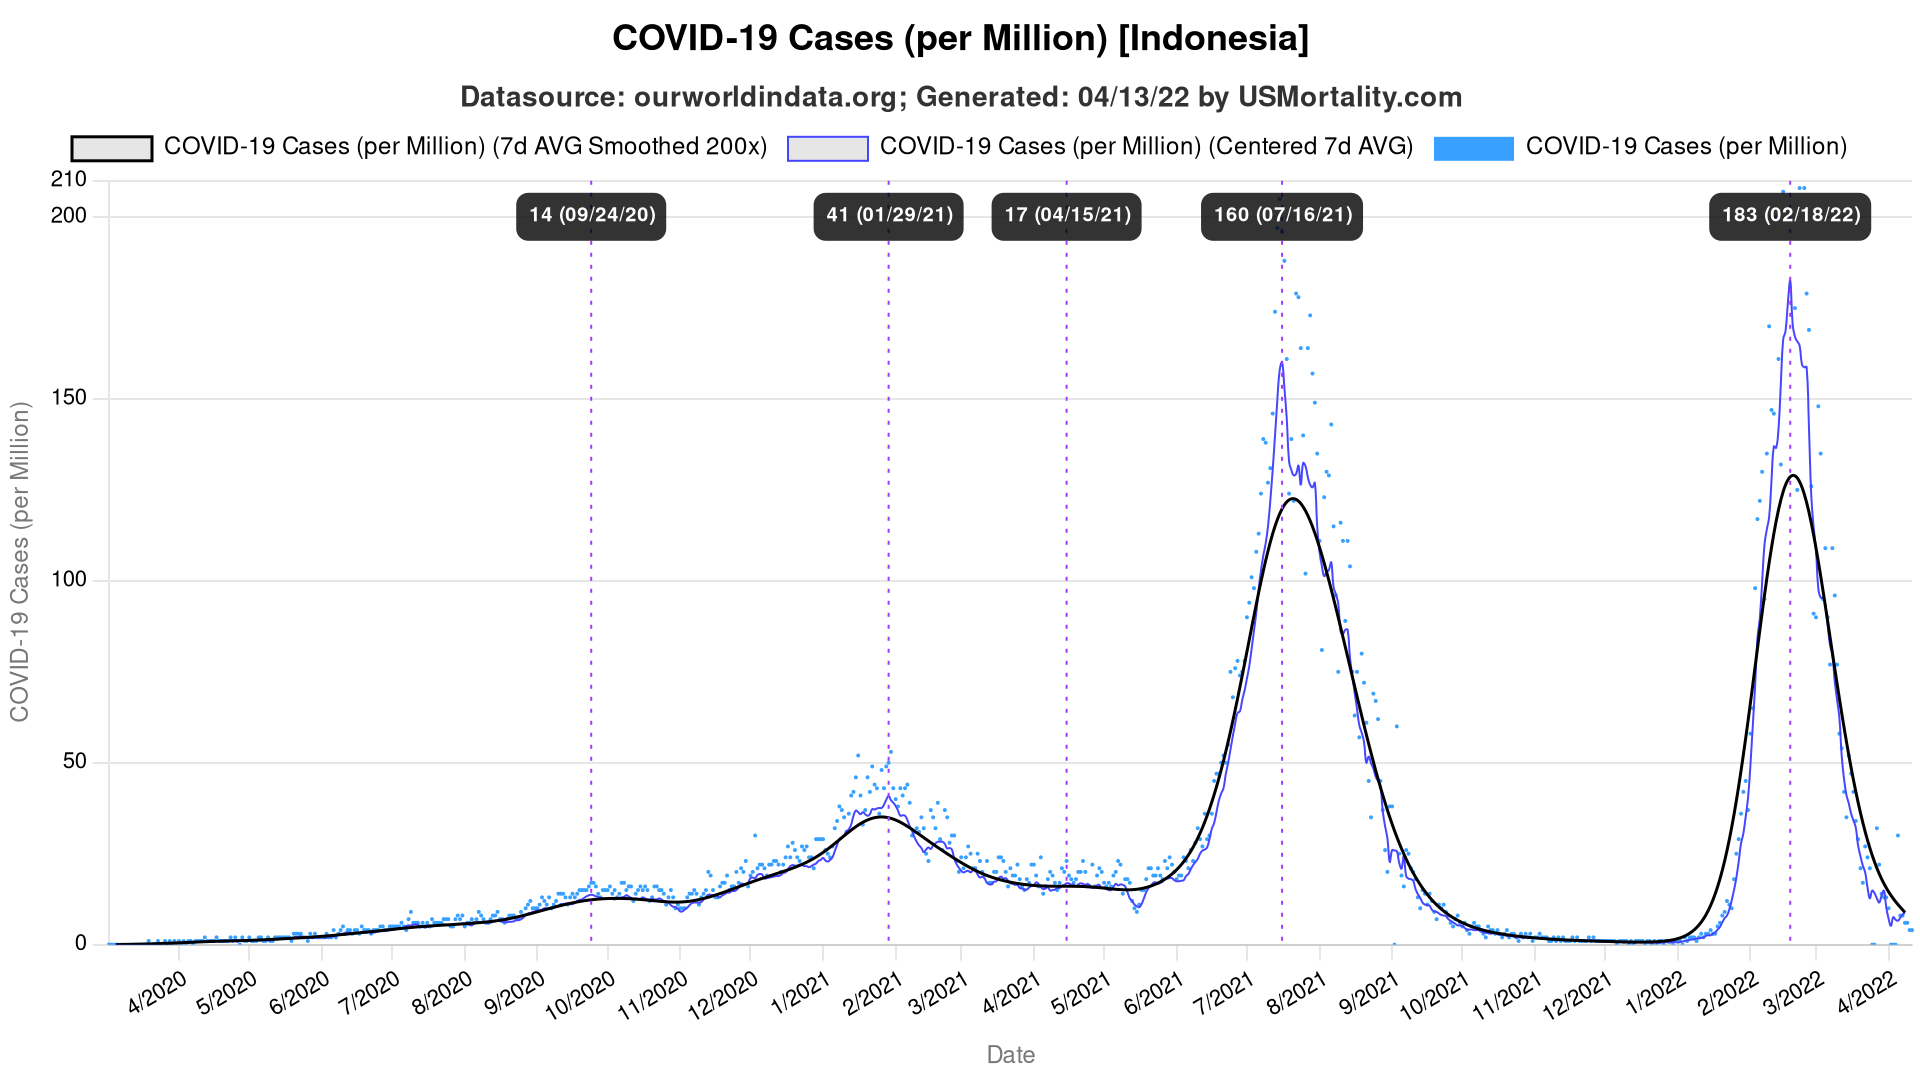 COVID-19 Cases (per Million) [Indonesia]
Datasource: ourworldindata.org; Generated: 04/13/22 by USMortality.com
COVID-19 Cases (per Million) (7d AVG Smoothed 200x) COVID-19 Cases (per Million) (Centered 7d AVG) COVID-19 Cases (per Million)
14 (09/24/20) 41 (01/29/21) 17 (04/15/21) 160 (07/16/21) 183 (02/18/22)
210
200
150
100
50
0
COVID-19 Cases (per Million)
4/2020 5/2020 6/2020 7/2020 8/2020 9/2020 10/2020 11/2020 12/2020 1/2021 2/2021 3/2021 4/2021 5/2021 6/2021 7/2021 8/2021 9/2021 10/2021 11/2021 12/2021 1/2022 2/2022 3/2022 4/2022
Date